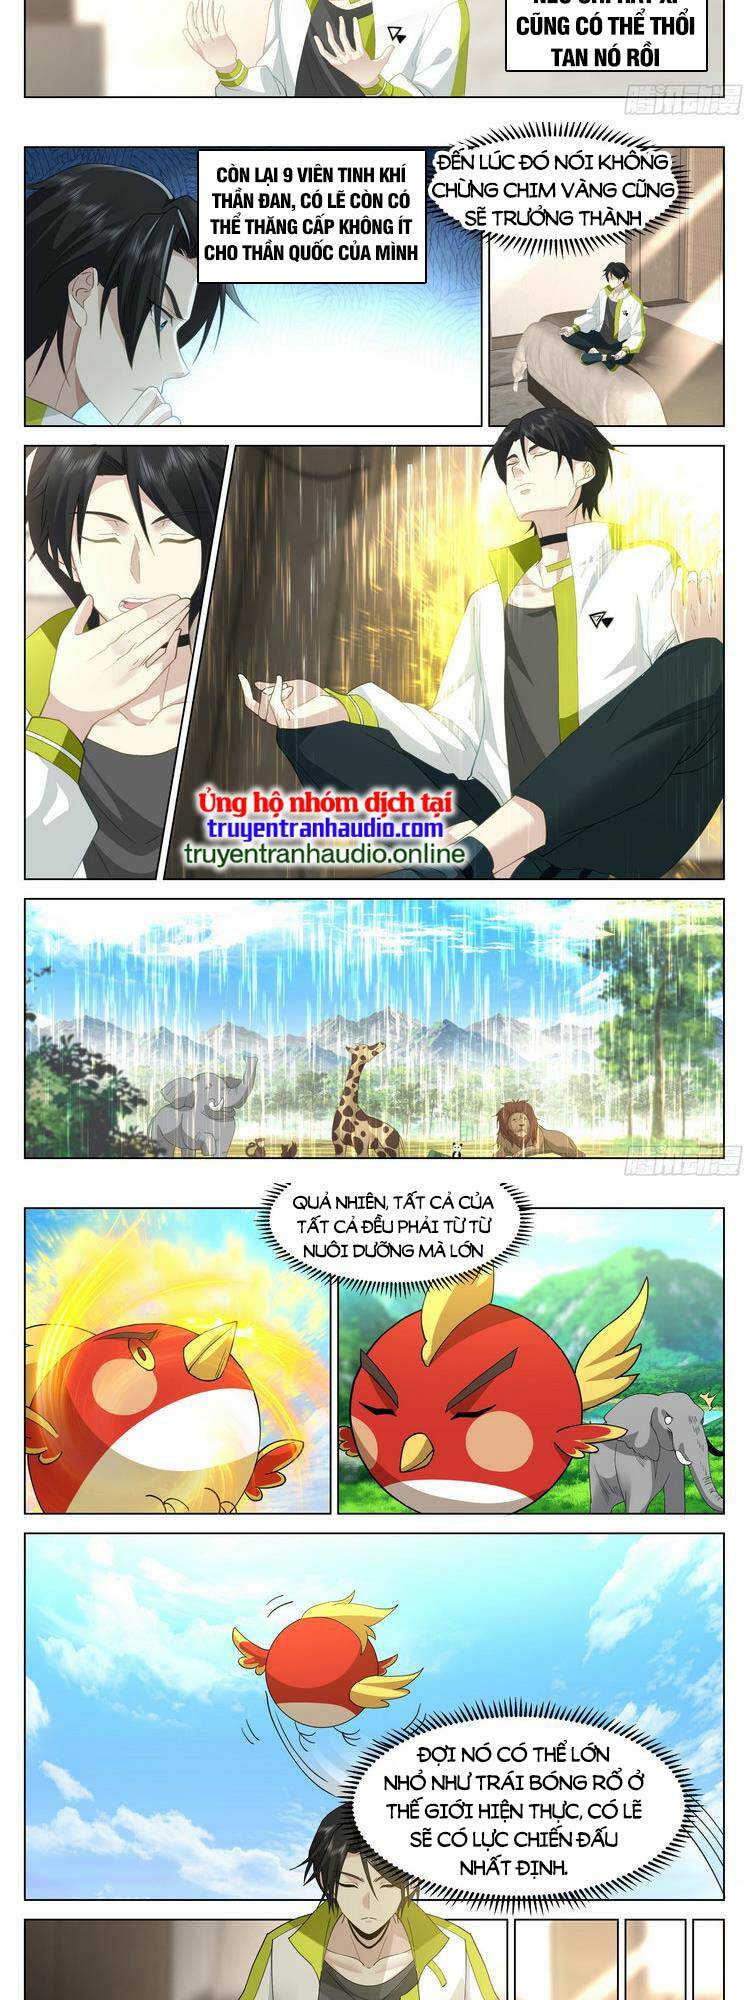 CŨNG CÓ THỂ THỔI
TAN NÓ RỒI
CÒN LẠI 9 VIÊN TINH KHÍ
THẦN ĐAN, CÓ LẼ CÒN CÓ
THỂ THĂNG CẤP KHÔNG ÍT
CHO THẦN QUỐC CỦA MÌNH
ĐẾN LÚC ĐÓ NÓI KHÔNG
CHỪNG CHIM VÀNG CŨNG
SẼ TRƯỞNG THÀNH
Ủng hộ nhóm dịch tại
truyentranhaudio.com
truyentranhaudio.online
QUẢ NHIÊN, TẤT CẢ CỦA
TẤT CẢ ĐỀU PHẢI TỪ TỪ
NUÔI DƯỠNG MÀ LỚN
ĐỢI NÓ CÓ THỂ LỚN
NHỎ NHƯ TRÁI BÓNG RỔ Ở
THẾ GIỚI HIỆN THỰC, CÓ LẼ
SẼ CÓ LỰC CHIẾN ĐẤU
NHẤT ĐỊNH.